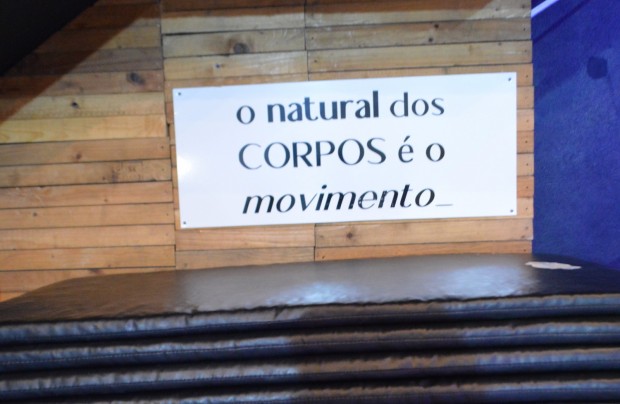 o natural dos
CORPOS é o
movimento_